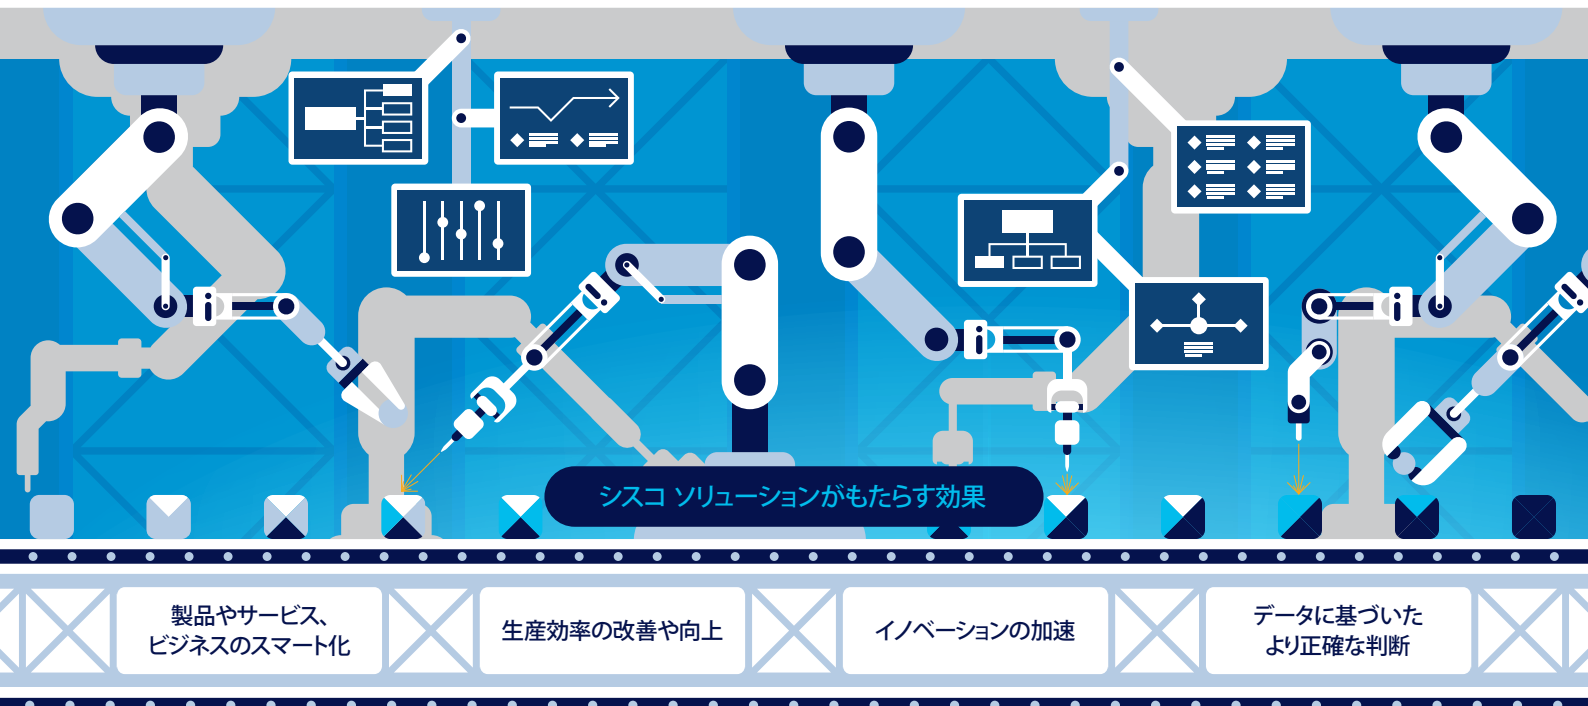 シスコ ソリューションがもたらす効果
製品やサービス、
ビジネスのスマート化
生産効率の改善や向上
イノベーションの加速
データに基づいた
より正確な判断